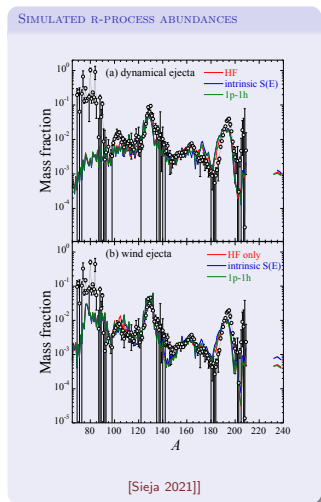 SIMULATED R-PROCESS ABUNDANCES
10⁰
(a) dynamical ejecta
HF
intrinsic S(E)
1p-1h
10⁻¹
10⁻²
10⁻³
10⁻⁴
Mass fraction
10⁰
(b) wind ejecta
HF only
intrinsic S(E)
1p-1h
10⁻¹
10⁻²
10⁻³
10⁻⁴
10⁻⁵
Mass fraction
80 100 120 140 160 180 200 220 240
A
[Sieja 2021]]